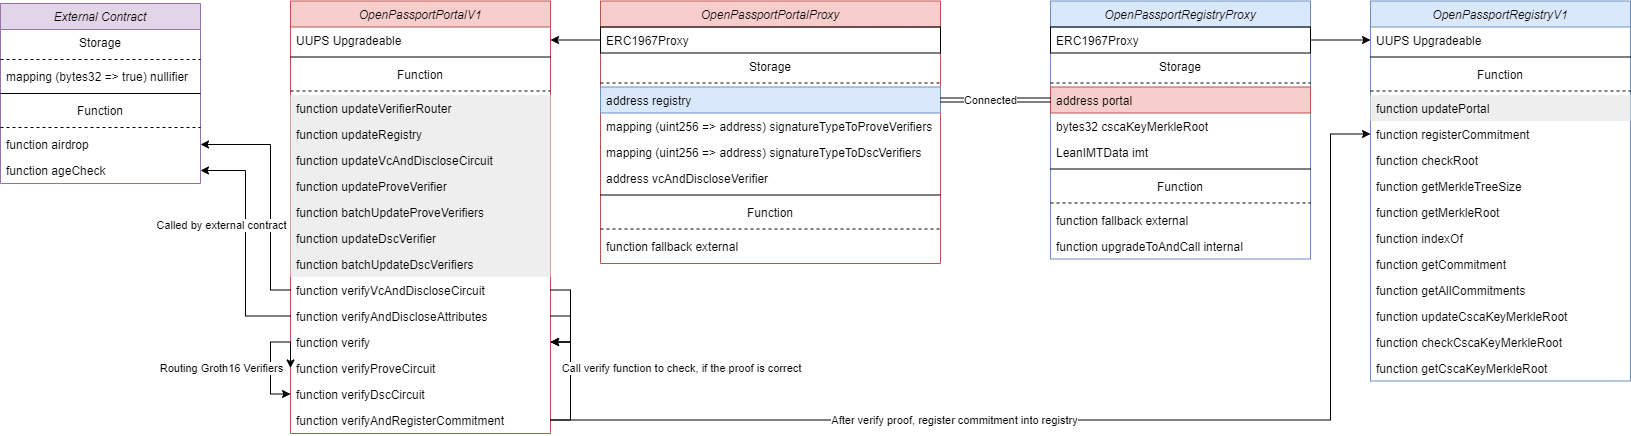 External Contract
Storage
mapping (bytes32 => true) nullifier
Function
function airdrop
function ageCheck
OpenPassportPortalV1
UUPS Upgradeable
Function
function updateVerifierRouter
function updateRegistry
function updateVcAndDiscloseCircuit
function updateProveVerifier
function batchUpdateProveVerifiers
function updateDscVerifier
function batchUpdateDscVerifiers
function verifyVcAndDiscloseCircuit
function verifyAndDiscloseAttributes
function verify
function verifyProveCircuit
function verifyDscCircuit
function verifyAndRegisterCommitment
Called by external contract
Routing Groth16 Verifiers
OpenPassportPortalProxy
ERC1967Proxy
Storage
address registry
mapping (uint256 => address) signatureTypeToProveVerifiers
mapping (uint256 => address) signatureTypeToDscVerifiers
address vcAndDiscloseVerifier
Function
function fallback external
Connected
Call verify function to check, if the proof is correct
After verify proof, register commitment into registry
OpenPassportRegistryProxy
ERC1967Proxy
Storage
address portal
bytes32 cscaKeyMerkleRoot
LeanIMTData imt
Function
function fallback external
function upgradeToAndCall internal
OpenPassportRegistryV1
UUPS Upgradeable
Function
function updatePortal
function registerCommitment
function checkRoot
function getMerkleTreeSize
function getMerkleRoot
function indexOf
function getCommitment
function getAllCommitments
function updateCscaKeyMerkleRoot
function checkCscaKeyMerkleRoot
function getCscaKeyMerkleRoot